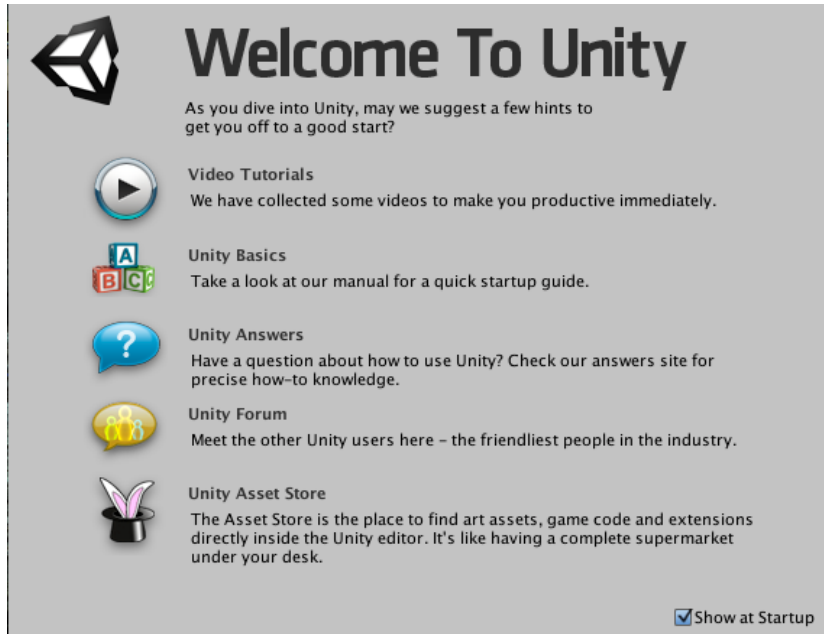 Welcome To Unity
As you dive into Unity, may we suggest a few hints to
get you off to a good start?
Video Tutorials
We have collected some videos to make you productive immediately.
A
B C
Unity Basics
Take a look at our manual for a quick startup guide.
?
Unity Answers
Have a question about how to use Unity? Check our answers site for
precise how-to knowledge.
Unity Forum
Meet the other Unity users here – the friendliest people in the industry.
Unity Asset Store
The Asset Store is the place to find art assets, game code and extensions
directly inside the Unity editor. It's like having a complete supermarket
under your desk.
Show at Startup